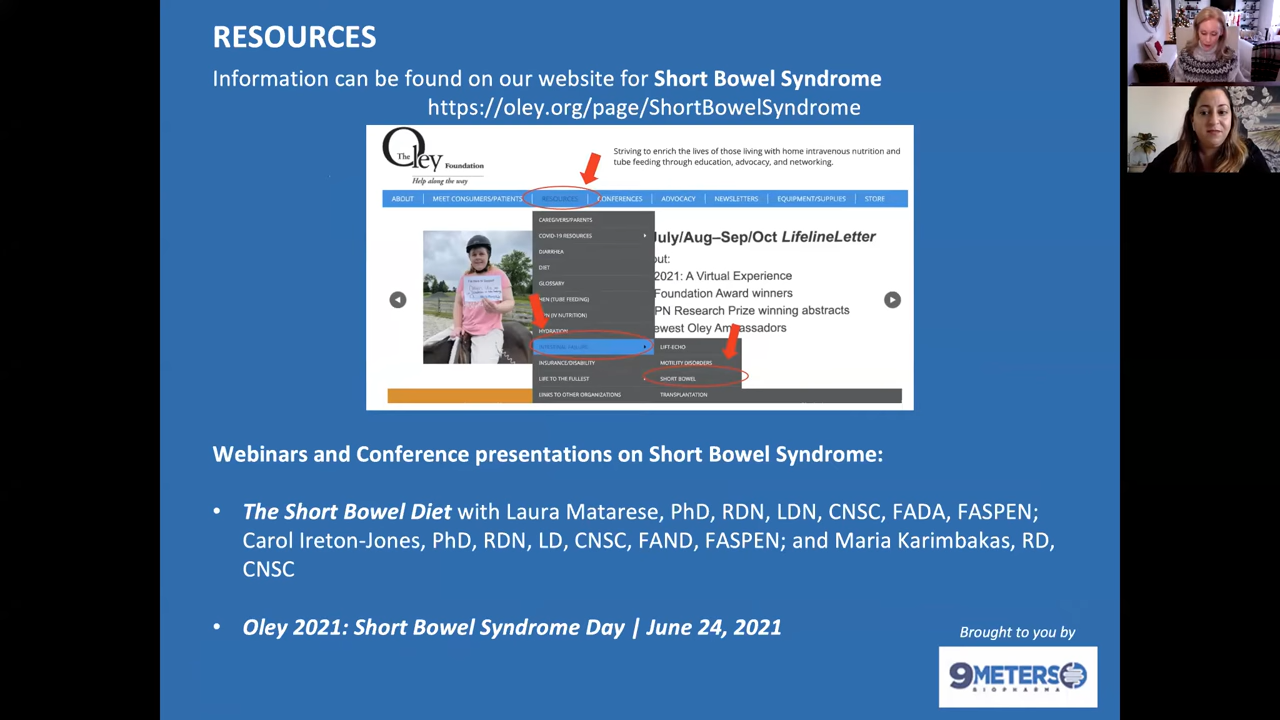 RESOURCES
Information can be found on our website for Short Bowel Syndrome
https://oley.org/page/ShortBowelSyndrome
The Oley FOUNDATION
Help along the way
Striving to enrich the lives of those living with home intravenous nutrition and
tube feeding through education, advocacy, and networking.
ABOUT MEET CONSUMERS/PATIENTS RESOURCES CONFERENCES ADVOCACY NEWSLETTERS EQUIPMENT/SUPPLIES STORE
CAREGIVERS/PARENTS
COVID-19 RESOURCES
DIARRHEA
DIET
GLOSSARY
HEN (TUBE FEEDING)
(IV NUTRITION)
HYDRATION
INSURANCE/DISABILITY
LIFE TO THE FULLEST
LINKS TO OTHER ORGANIZATIONS
LIFT-ECHO
MOTILITY DISORDERS
SHORT BOWEL
TRANSPLANTATION
July/Aug–Sep/Oct LifelineLetter
out:
2021: A Virtual Experience
Foundation Award winners
PN Research Prize winning abstracts
ewest Oley Ambassadors
Webinars and Conference presentations on Short Bowel Syndrome:
• The Short Bowel Diet with Laura Matarese, PhD, RDN, LDN, CNSC, FADA, FASPEN;
Carol Ireton-Jones, PhD, RDN, LD, CNSC, FAND, FASPEN; and Maria Karimbakas, RD,
CNSC
• Oley 2021: Short Bowel Syndrome Day | June 24, 2021
Brought to you by
9METERS
BIOPHARMA